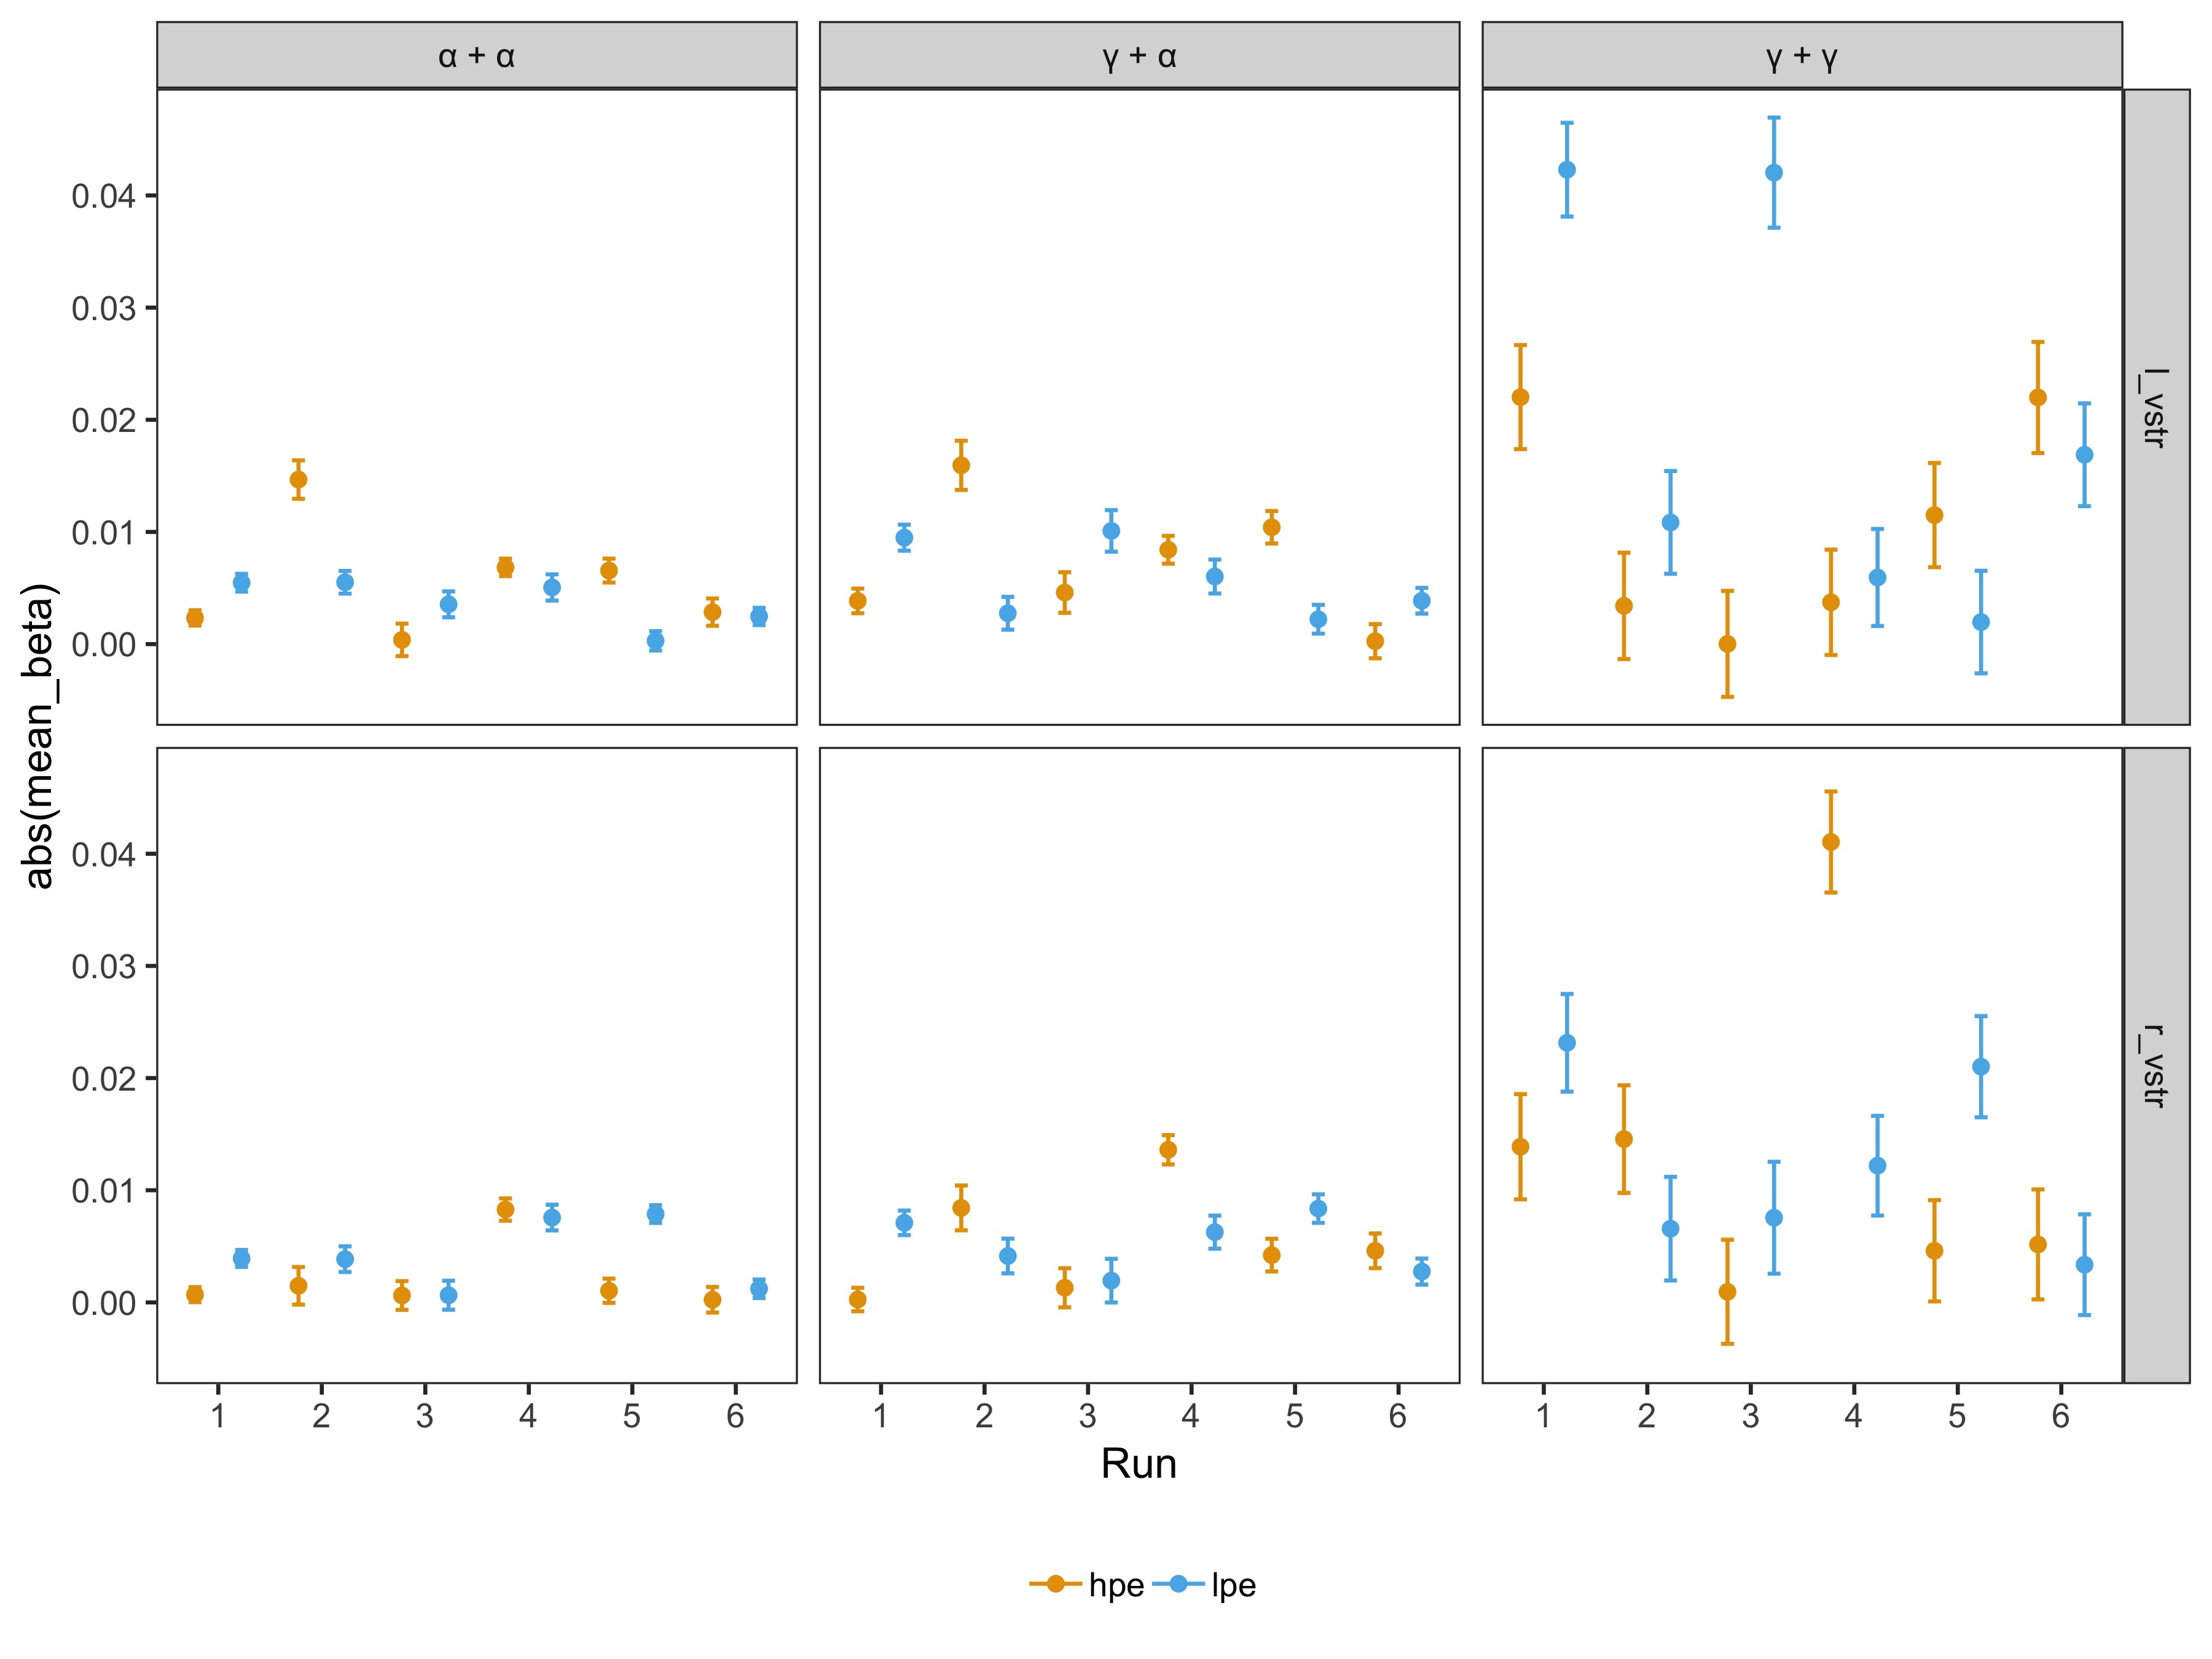 α + α
γ + α
γ + γ
l_vstr
0.04
0.03
0.02
0.01
0.00
abs(mean_beta)
r_vstr
0.04
0.03
0.02
0.01
0.00
1 2 3 4 5 6
1 2 3 4 5 6
1 2 3 4 5 6
Run
hpe lpe